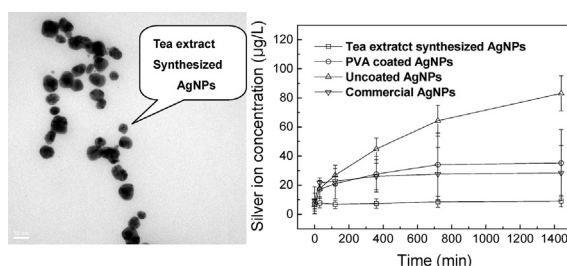 Tea extract
Synthesized
AgNPs
Silver ion concentration (μg/L)
120
100
80
60
40
20
0
Tea extratct synthesized AgNPs
PVA coated AgNPs
Uncoated AgNPs
Commercial AgNPs
0 200 400 600 800 1000 1200 1400
Time (min)